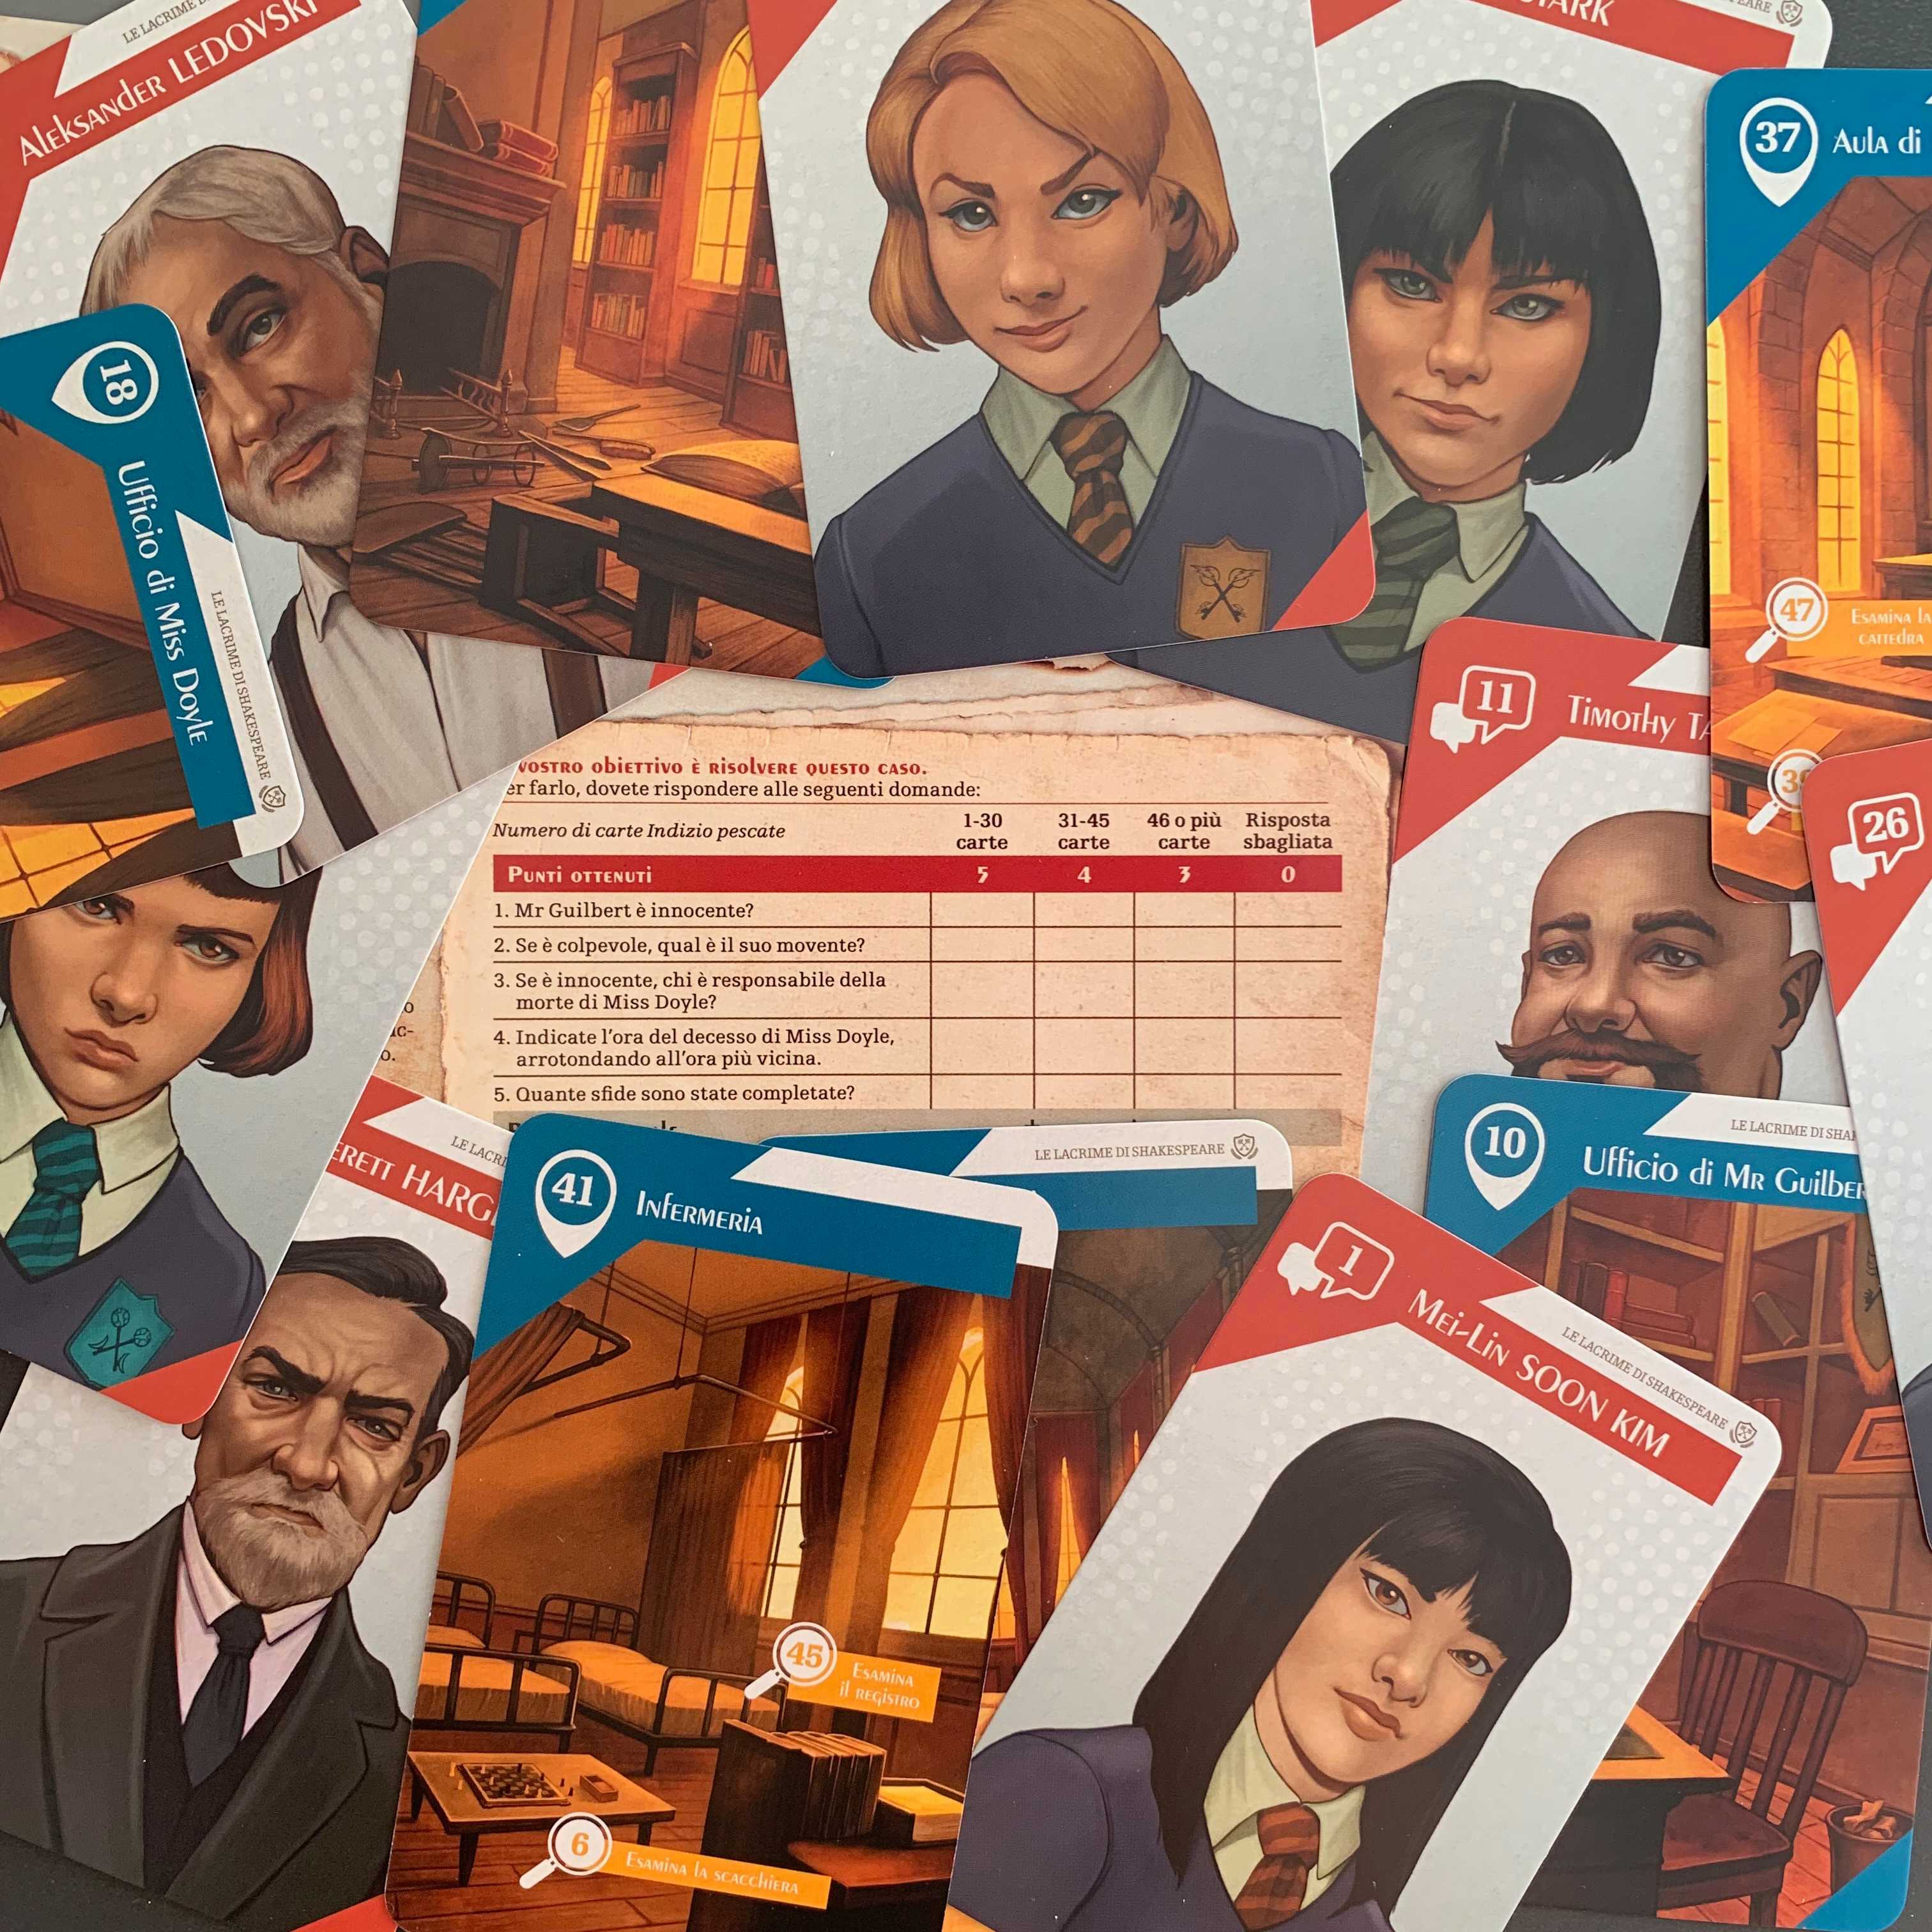 LE LACRIME
Aleksander LEDOVSKI
37 Aula di
47
Esamina la
cattedra
18 Ufficio di Miss Doyle
LE LACRIME DI SHAKESPEARE
11 Timothy
26
vostro obiettivo è risolvere questo caso.
er farlo, dovete rispondere alle seguenti domande:
Numero di carte Indizio pescate 1-30 carte 31-45 carte 46 o più carte Risposta sbagliata
Punti ottenuti 5 4 3 0
1. Mr Guilbert è innocente?
2. Se è colpevole, qual è il suo movente?
3. Se è innocente, chi è responsabile della
morte di Miss Doyle?
4. Indicate l'ora del decesso di Miss Doyle,
arrotondando all'ora più vicina.
5. Quante sfide sono state completate?
LE LACRIME DI SHAKESPEARE
10 Ufficio di Mr Guilber
41 Infermeria
45
Esamina
il registro
6 Esamina la scacchiera
1 Mei-Lin SOON KIM
LE LACRIME DI SHAKESPEARE